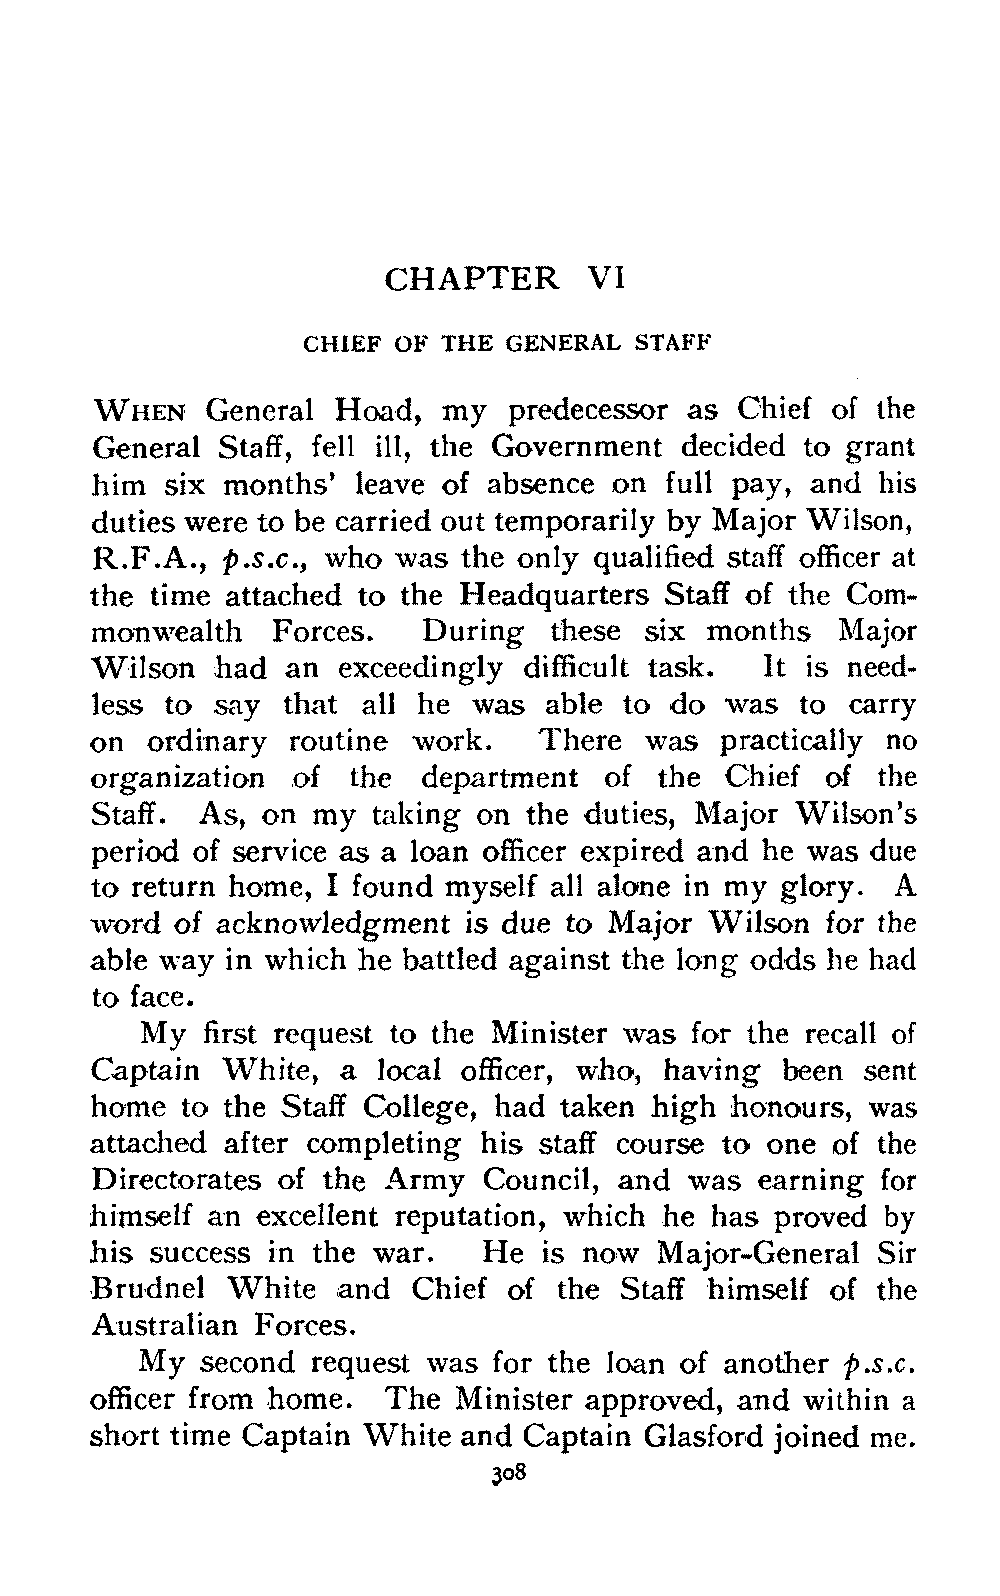 CHAPTER VI
CHIEF OF THE GENERAL STAFF
WHEN General Hoad, my predecessor as Chief of the
General Staff, fell ill, the Government decided to grant
him six months' leave of absence on full pay, and his
duties were to be carried out temporarily by Major Wilson,
R.F.A., p.s.c., who was the only qualified staff officer at
the time attached to the Headquarters Staff of the Com-
monwealth Forces. During these six months Major
Wilson had an exceedingly difficult task. It is need-
less to say that all he was able to do was to carry
on ordinary routine work. There was practically no
organization of the department of the Chief of the
Staff. As, on my taking on the duties, Major Wilson's
period of service as a loan officer expired and he was due
to return home, I found myself all alone in my glory. A
word of acknowledgment is due to Major Wilson for the
able way in which he battled against the long odds he had
to face.
My first request to the Minister was for the recall of
Captain White, a local officer, who, having been sent
home to the Staff College, had taken high honours, was
attached after completing his staff course to one of the
Directorates of the Army Council, and was earning for
himself an excellent reputation, which he has proved by
his success in the war. He is now Major-General Sir
Brudnel White and Chief of the Staff himself of the
Australian Forces.
My second request was for the loan of another p.s.c.
officer from home. The Minister approved, and within a
short time Captain White and Captain Glasford joined me.
308